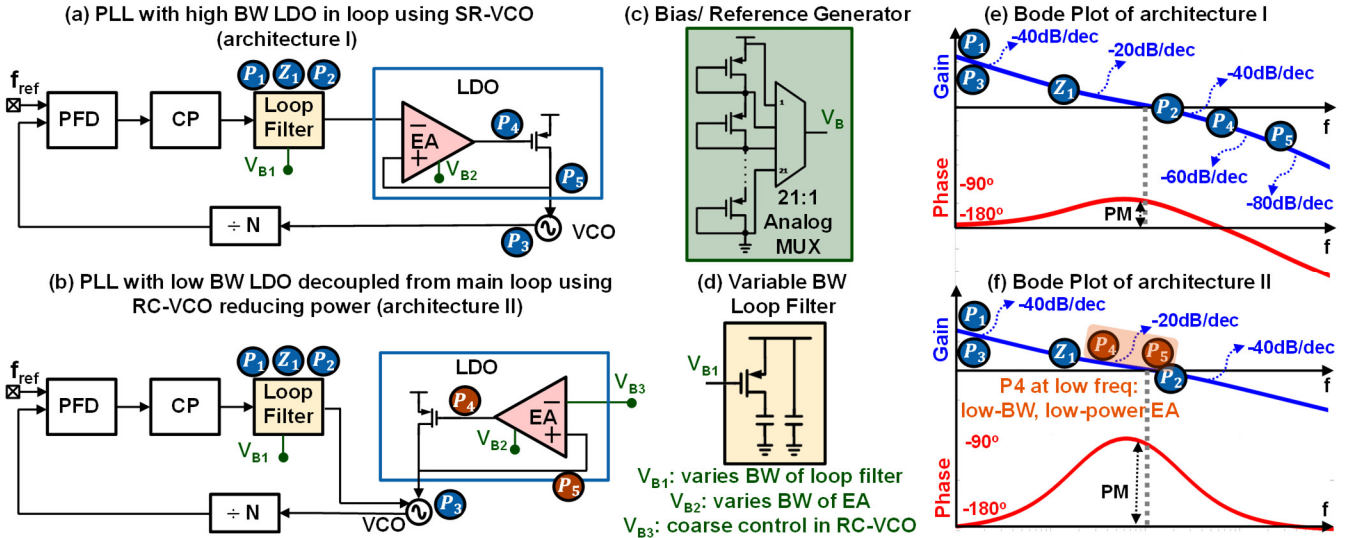 (a) PLL with high BW LDO in loop using SR-VCO
(architecture I)
f_ref
PFD
CP
P₁ Z₁ P₂
Loop
Filter
V_B1
LDO
EA
−
+
V_B2
P₄
P₅
÷ N
P₃
VCO
(b) PLL with low BW LDO decoupled from main loop using
RC-VCO reducing power (architecture II)
f_ref
PFD
CP
P₁ Z₁ P₂
Loop
Filter
V_B1
LDO
P₄
EA
−
+
V_B2
V_B3
P₅
÷ N
VCO
P₃
(c) Bias/ Reference Generator
1
21
V_B
21:1
Analog
MUX
(d) Variable BW
Loop Filter
V_B1
V_B1: varies BW of loop filter
V_B2: varies BW of EA
V_B3: coarse control in RC-VCO
(e) Bode Plot of architecture I
Gain
P₁
P₃
-40dB/dec
-20dB/dec
-40dB/dec
Z₁
P₂
P₄
P₅
f
-60dB/dec
-80dB/dec
Phase
-90º
-180º
PM
f
(f) Bode Plot of architecture II
Gain
P₁
P₃
-40dB/dec
-20dB/dec
-40dB/dec
Z₁
P₄
P₅
P₂
f
P4 at low freq:
low-BW, low-power EA
Phase
-90º
-180º
PM
f